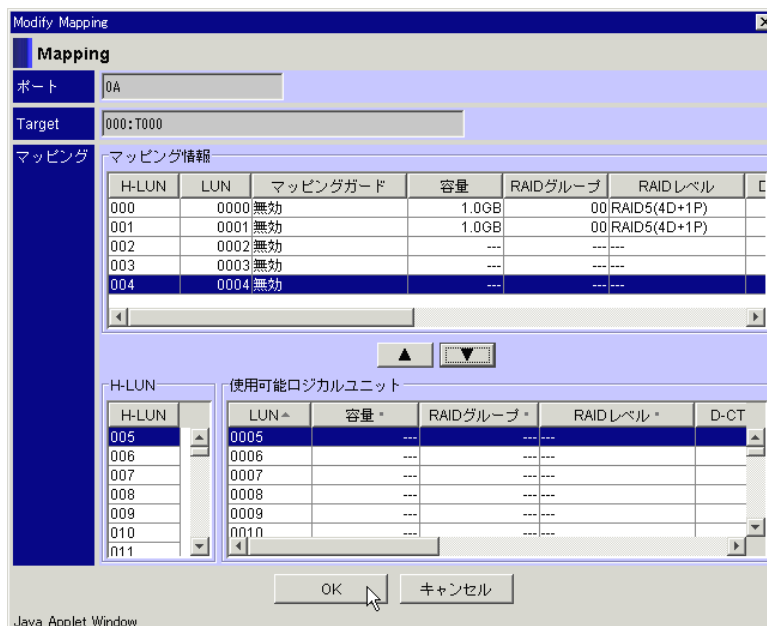 Modify Mapping
Mapping
ポート 0A
Target 000:T000
マッピング マッピング情報
H-LUN LUN マッピングガード 容量 RAIDグループ RAIDレベル
000 0000 無効 1.0GB 00 RAID5(4D+1P)
001 0001 無効 1.0GB 00 RAID5(4D+1P)
002 0002 無効 --- --- ---
003 0003 無効 --- --- ---
004 0004 無効 --- --- ---
▲ ▼
H-LUN 使用可能ロジカルユニット
H-LUN LUN 容量 RAIDグループ RAIDレベル D-CT
005 0005 --- --- ---
006 0006 --- --- ---
007 0007 --- --- ---
008 0008 --- --- ---
009 0009 --- --- ---
010 0010 --- --- ---
011
OK キャンセル
Java Applet Window